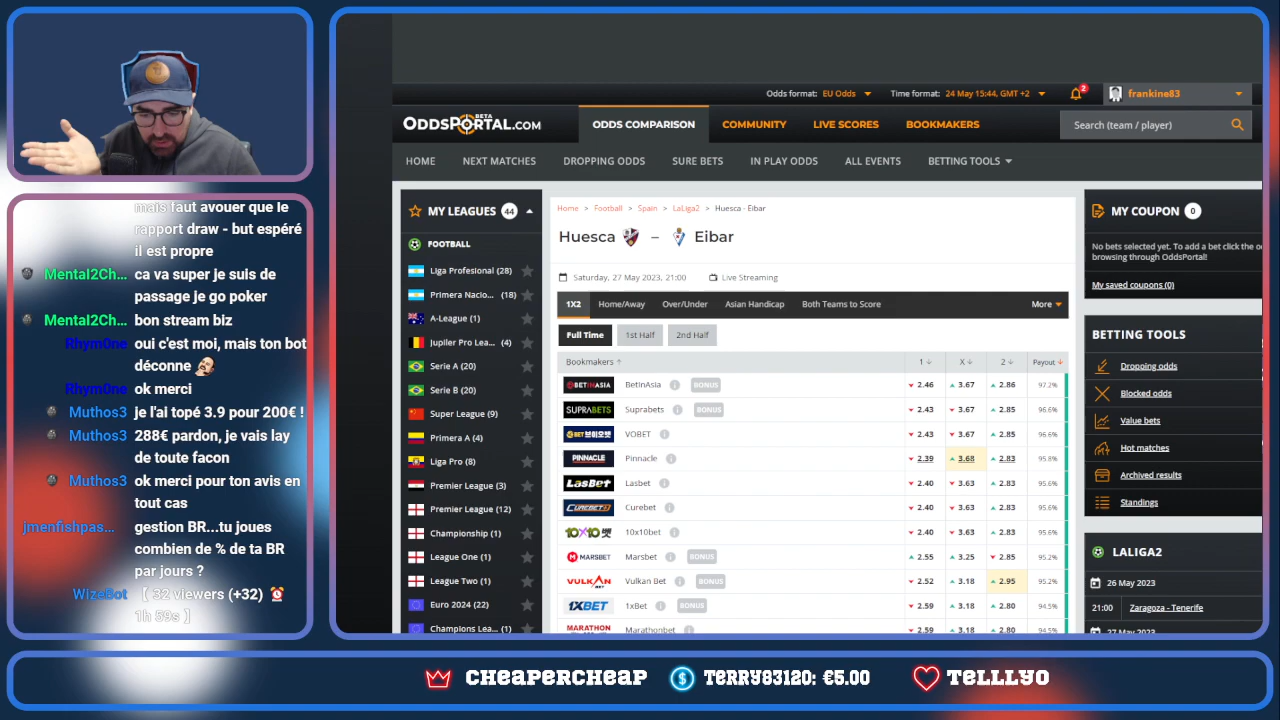 mais faut avouer que le
rapport draw - but espéré
il est propre
Mental2Ch... ca va super je suis de
passage je go poker
Mental2Ch... bon stream biz
Rhym0ne oui c'est moi, mais ton bot
déconne
Rhym0ne ok merci
Muthos3 je l'ai topé 3.9 pour 200€ !
Muthos3 288€ pardon, je vais lay
de toute facon
Muthos3 ok merci pour ton avis en
tout cas
jmenfishpas... gestion BR...tu joues
combien de % de ta BR
par jours ?
WizeBot 【 32 viewers (+32) ⏰
1h 59s 】
Odds format: EU Odds Time format: 24 May 15:44, GMT +2 2 frankine83
BETA
ODDSPORTAL.COM ODDS COMPARISON COMMUNITY LIVE SCORES BOOKMAKERS Search (team / player)
HOME NEXT MATCHES DROPPING ODDS SURE BETS IN PLAY ODDS ALL EVENTS BETTING TOOLS
MY LEAGUES 44
FOOTBALL
Liga Profesional (28)
Primera Nacio... (18)
A-League (1)
Jupiler Pro Lea... (4)
Serie A (20)
Serie B (20)
Super League (9)
Primera A (4)
Liga Pro (8)
Premier League (3)
Premier League (12)
Championship (1)
League One (1)
League Two (1)
Euro 2024 (22)
Champions Lea... (1)
Home > Football > Spain > LaLiga2 > Huesca - Eibar
Huesca – Eibar
Saturday, 27 May 2023, 21:00 Live Streaming
1X2 Home/Away Over/Under Asian Handicap Both Teams to Score More
Full Time 1st Half 2nd Half
Bookmakers 1 X 2 Payout
BETINASIA BetInAsia BONUS 2.46 3.67 2.86 97.2%
SUPRABETS Suprabets BONUS 2.43 3.67 2.85 96.6%
VOBET 2.43 3.67 2.85 96.6%
PINNACLE Pinnacle 2.39 3.68 2.83 95.8%
LASBET Lasbet 2.40 3.63 2.83 95.6%
CUREBET Curebet 2.40 3.63 2.83 95.6%
10X10 10x10bet 2.40 3.63 2.83 95.6%
MARSBET Marsbet BONUS 2.55 3.25 2.85 95.2%
VULKAN BET Vulkan Bet BONUS 2.52 3.18 2.95 95.2%
1XBET 1xBet BONUS 2.59 3.18 2.80 94.5%
MARATHON Marathonbet 2.59 3.18 2.80 94.5%
MY COUPON 0
No bets selected yet. To add a bet click the o
browsing through OddsPortal!
My saved coupons (0)
BETTING TOOLS
Dropping odds
Blocked odds
Value bets
Hot matches
Archived results
Standings
LALIGA2
26 May 2023
21:00 Zaragoza - Tenerife
27 May 2023
CHEAPERCHEAP TERRY83120: €5.00 TELLLYO